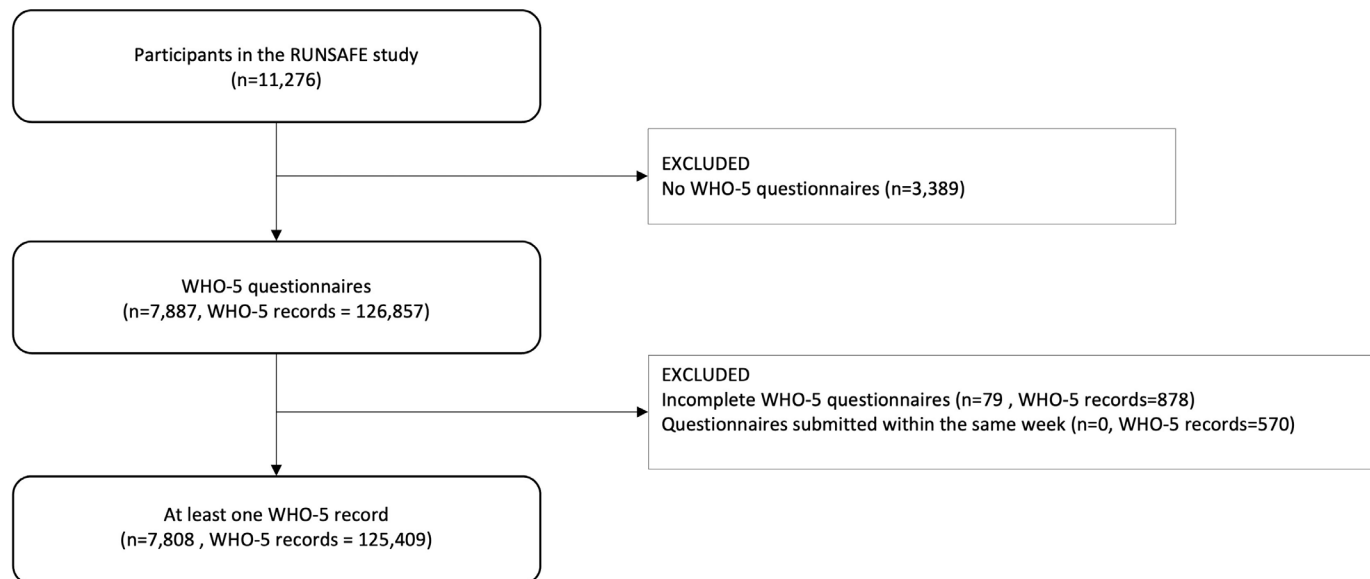 Participants in the RUNSAFE study
(n=11,276)
EXCLUDED
No WHO-5 questionnaires (n=3,389)
WHO-5 questionnaires
(n=7,887, WHO-5 records = 126,857)
EXCLUDED
Incomplete WHO-5 questionnaires (n=79 , WHO-5 records=878)
Questionnaires submitted within the same week (n=0, WHO-5 records=570)
At least one WHO-5 record
(n=7,808 , WHO-5 records = 125,409)